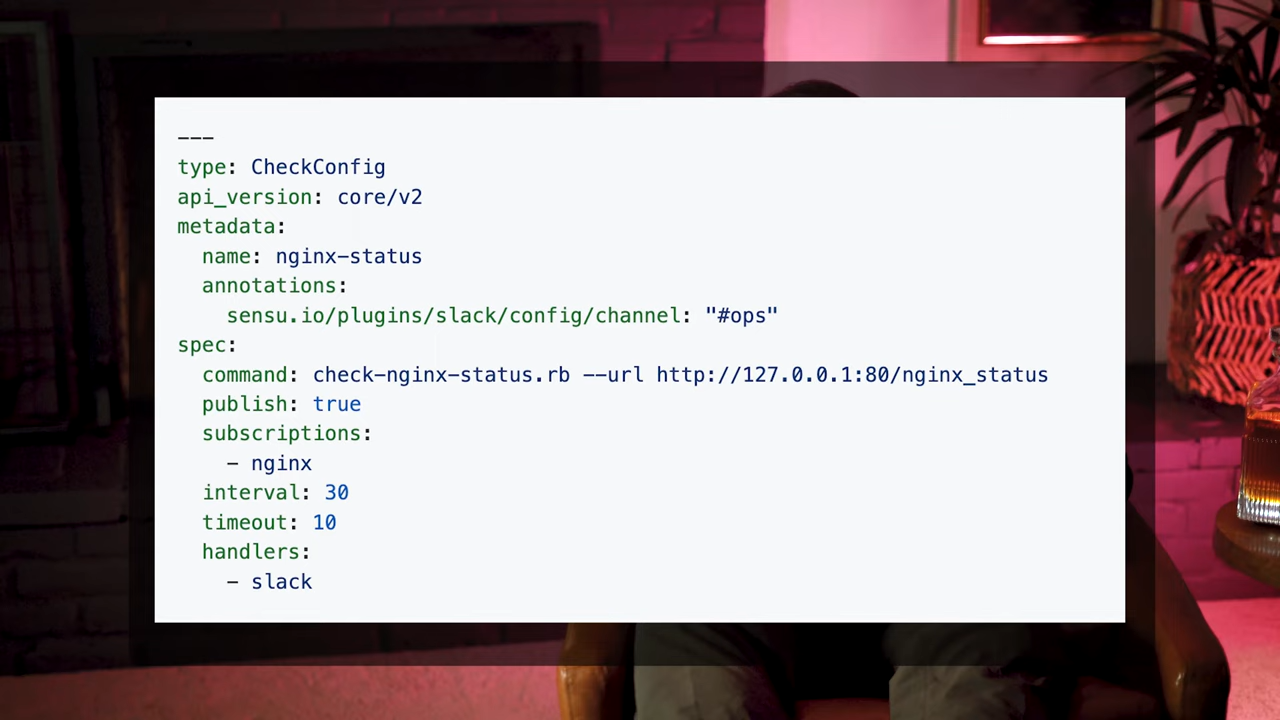 ---
type: CheckConfig
api_version: core/v2
metadata:
  name: nginx-status
  annotations:
    sensu.io/plugins/slack/config/channel: "#ops"
spec:
  command: check-nginx-status.rb --url http://127.0.0.1:80/nginx_status
  publish: true
  subscriptions:
    - nginx
  interval: 30
  timeout: 10
  handlers:
    - slack